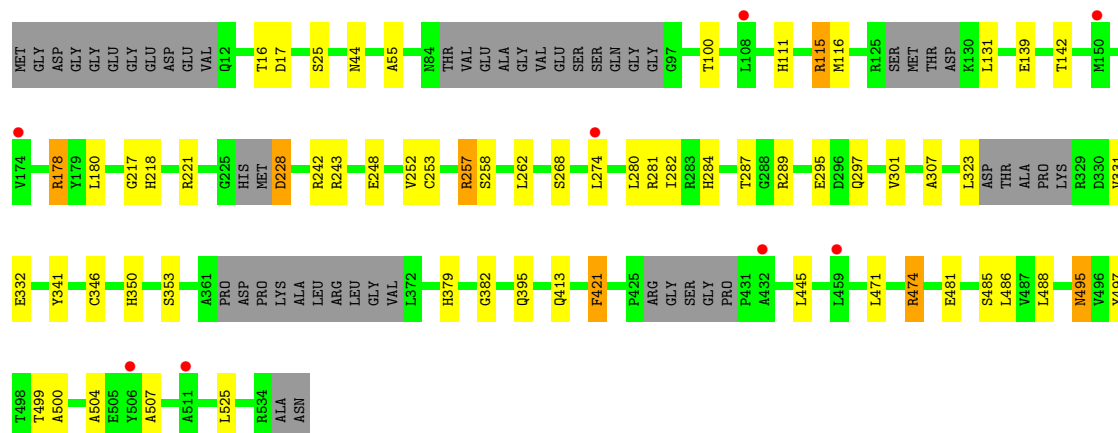 MET GLY ASP GLY GLY GLU GLY GLU ASP GLU VAL Q12 T16 D17 S25 N44 A55 N84 THR VAL GLU ALA GLY VAL GLU SER SER GLN GLY GLY G97 T100 L108 H111 R115 M116 R125 SER MET THR ASP K130 L131 E139 T142 M150
V174 R178 Y179 L180 G217 H218 R221 G225 HIS MET D228 R242 R243 E248 V252 C253 R257 S258 L262 S268 L274 L280 R281 I282 R283 H284 T287 G288 R289 E295 D296 Q297 V301 A307 L323 ASP THR ALA PRO LYS R329 D330 V331
E332 Y341 C346 H350 S353 A361 PRO ASP PRO LYS ALA LEU ARG LEU GLY VAL L372 H379 G382 Q395 Q413 F421 P425 ARG GLY SER GLY PRO P431 A432 L445 L459 L471 R474 E481 S485 L486 V487 L488 N495 V496 Y497
T498 T499 A500 A504 E505 Y506 A507 A511 L525 R534 ALA ASN